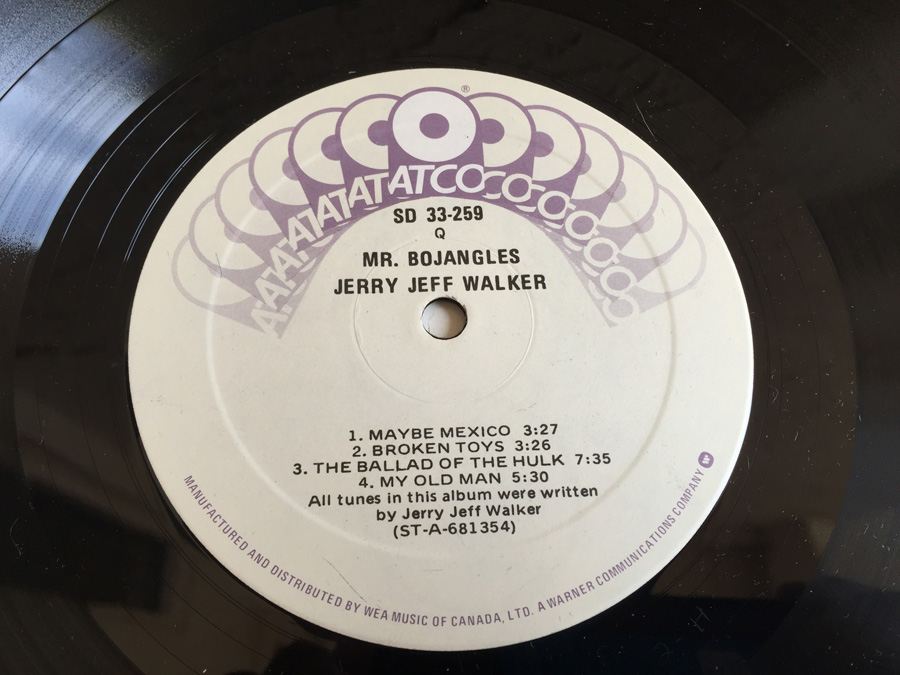 ®
ATATATATATATCOCOCOCOCOCO
SD 33-259
Q
MR. BOJANGLES
JERRY JEFF WALKER
1. MAYBE MEXICO 3:27
2. BROKEN TOYS 3:26
3. THE BALLAD OF THE HULK 7:35
4. MY OLD MAN 5:30
All tunes in this album were written
by Jerry Jeff Walker
(ST-A-681354)
MANUFACTURED AND DISTRIBUTED BY WEA MUSIC OF CANADA, LTD. A WARNER COMMUNICATIONS COMPANY